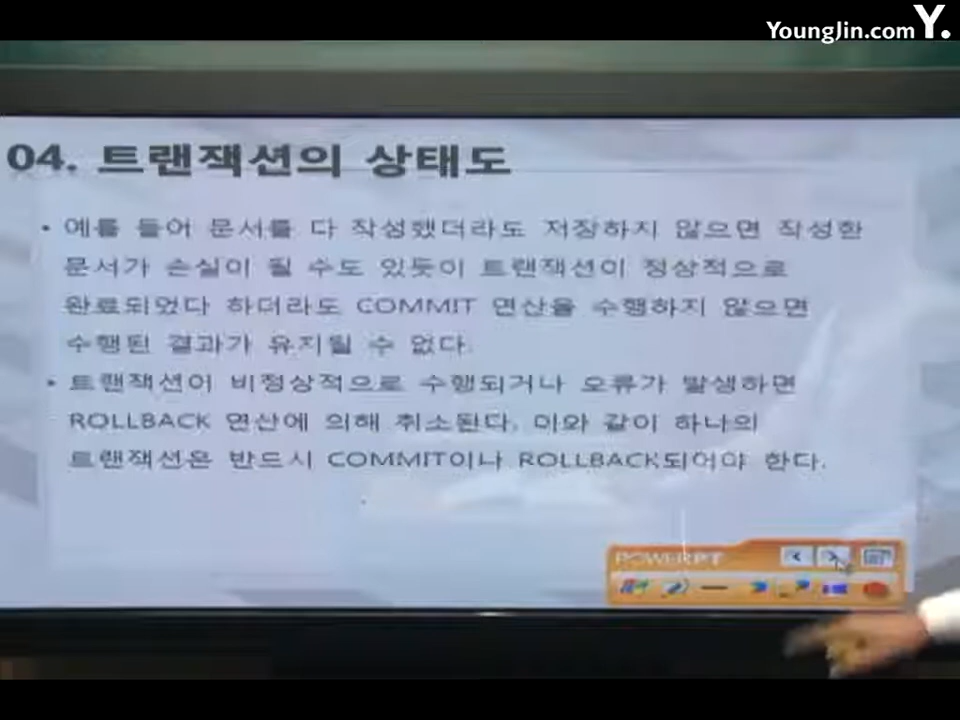 YoungJin.com Y.
04. 트랜잭션의 상태도
• 예를 들어 문서를 다 작성했더라도 저장하지 않으면 작성한
문서가 손실이 될 수도 있듯이 트랜잭션이 정상적으로
완료되었다 하더라도 COMMIT 연산을 수행하지 않으면
수행된 결과가 유지될 수 없다.
• 트랜잭션이 비정상적으로 수행되거나 오류가 발생하면
ROLLBACK 연산에 의해 취소된다. 이와 같이 하나의
트랜잭션은 반드시 COMMIT이나 ROLLBACK되어야 한다.
POWERPT